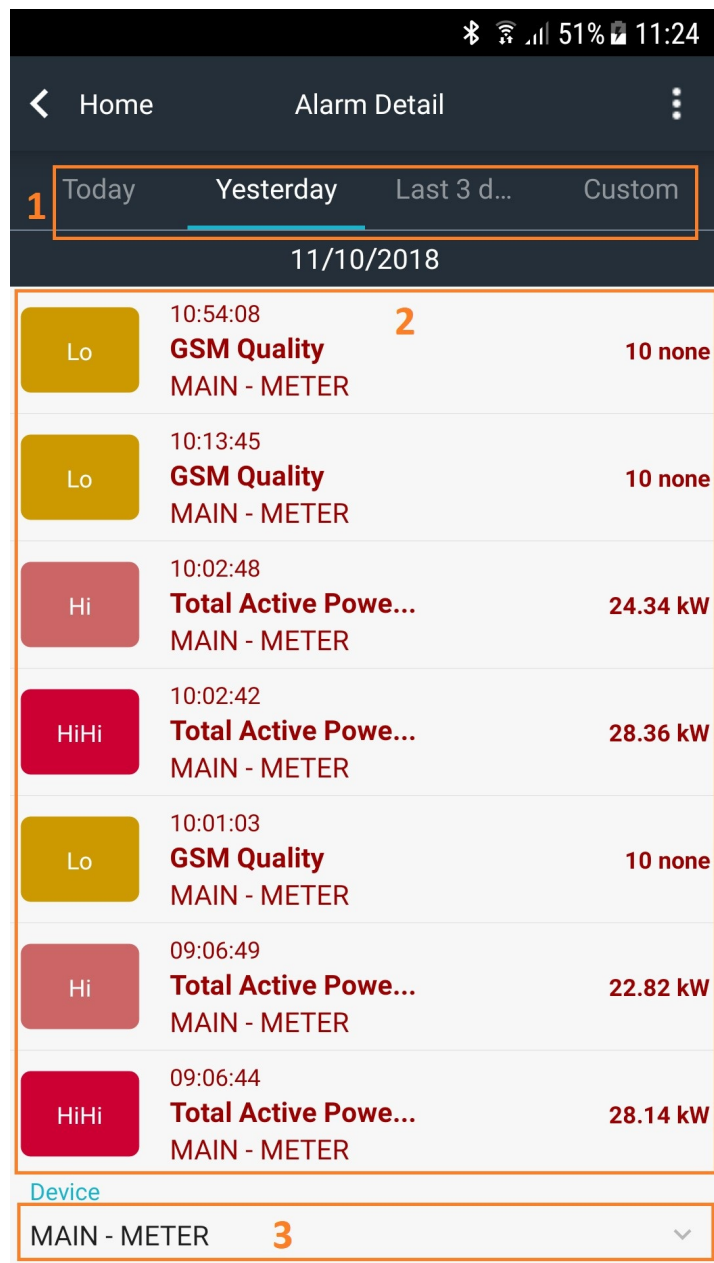 51% 11:24
Home Alarm Detail
1 Today Yesterday Last 3 d... Custom
11/10/2018
2
10:54:08
Lo GSM Quality 10 none
MAIN - METER
10:13:45
Lo GSM Quality 10 none
MAIN - METER
10:02:48
Hi Total Active Powe... 24.34 kW
MAIN - METER
10:02:42
HiHi Total Active Powe... 28.36 kW
MAIN - METER
10:01:03
Lo GSM Quality 10 none
MAIN - METER
09:06:49
Hi Total Active Powe... 22.82 kW
MAIN - METER
09:06:44
HiHi Total Active Powe... 28.14 kW
MAIN - METER
Device
MAIN - METER 3